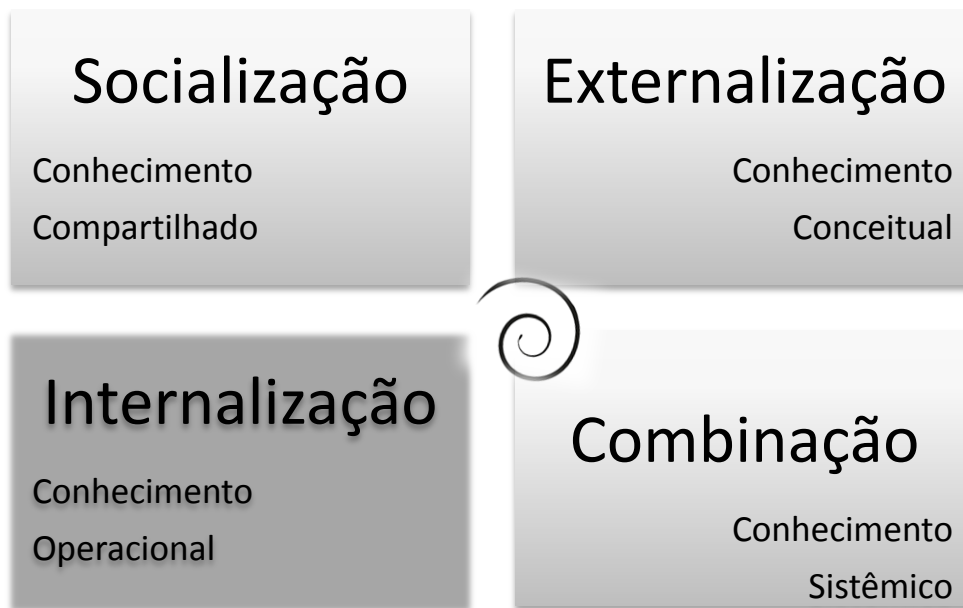 Socialização
Conhecimento
Compartilhado
Externalização
Conhecimento
Conceitual
Internalização
Conhecimento
Operacional
Combinação
Conhecimento
Sistêmico